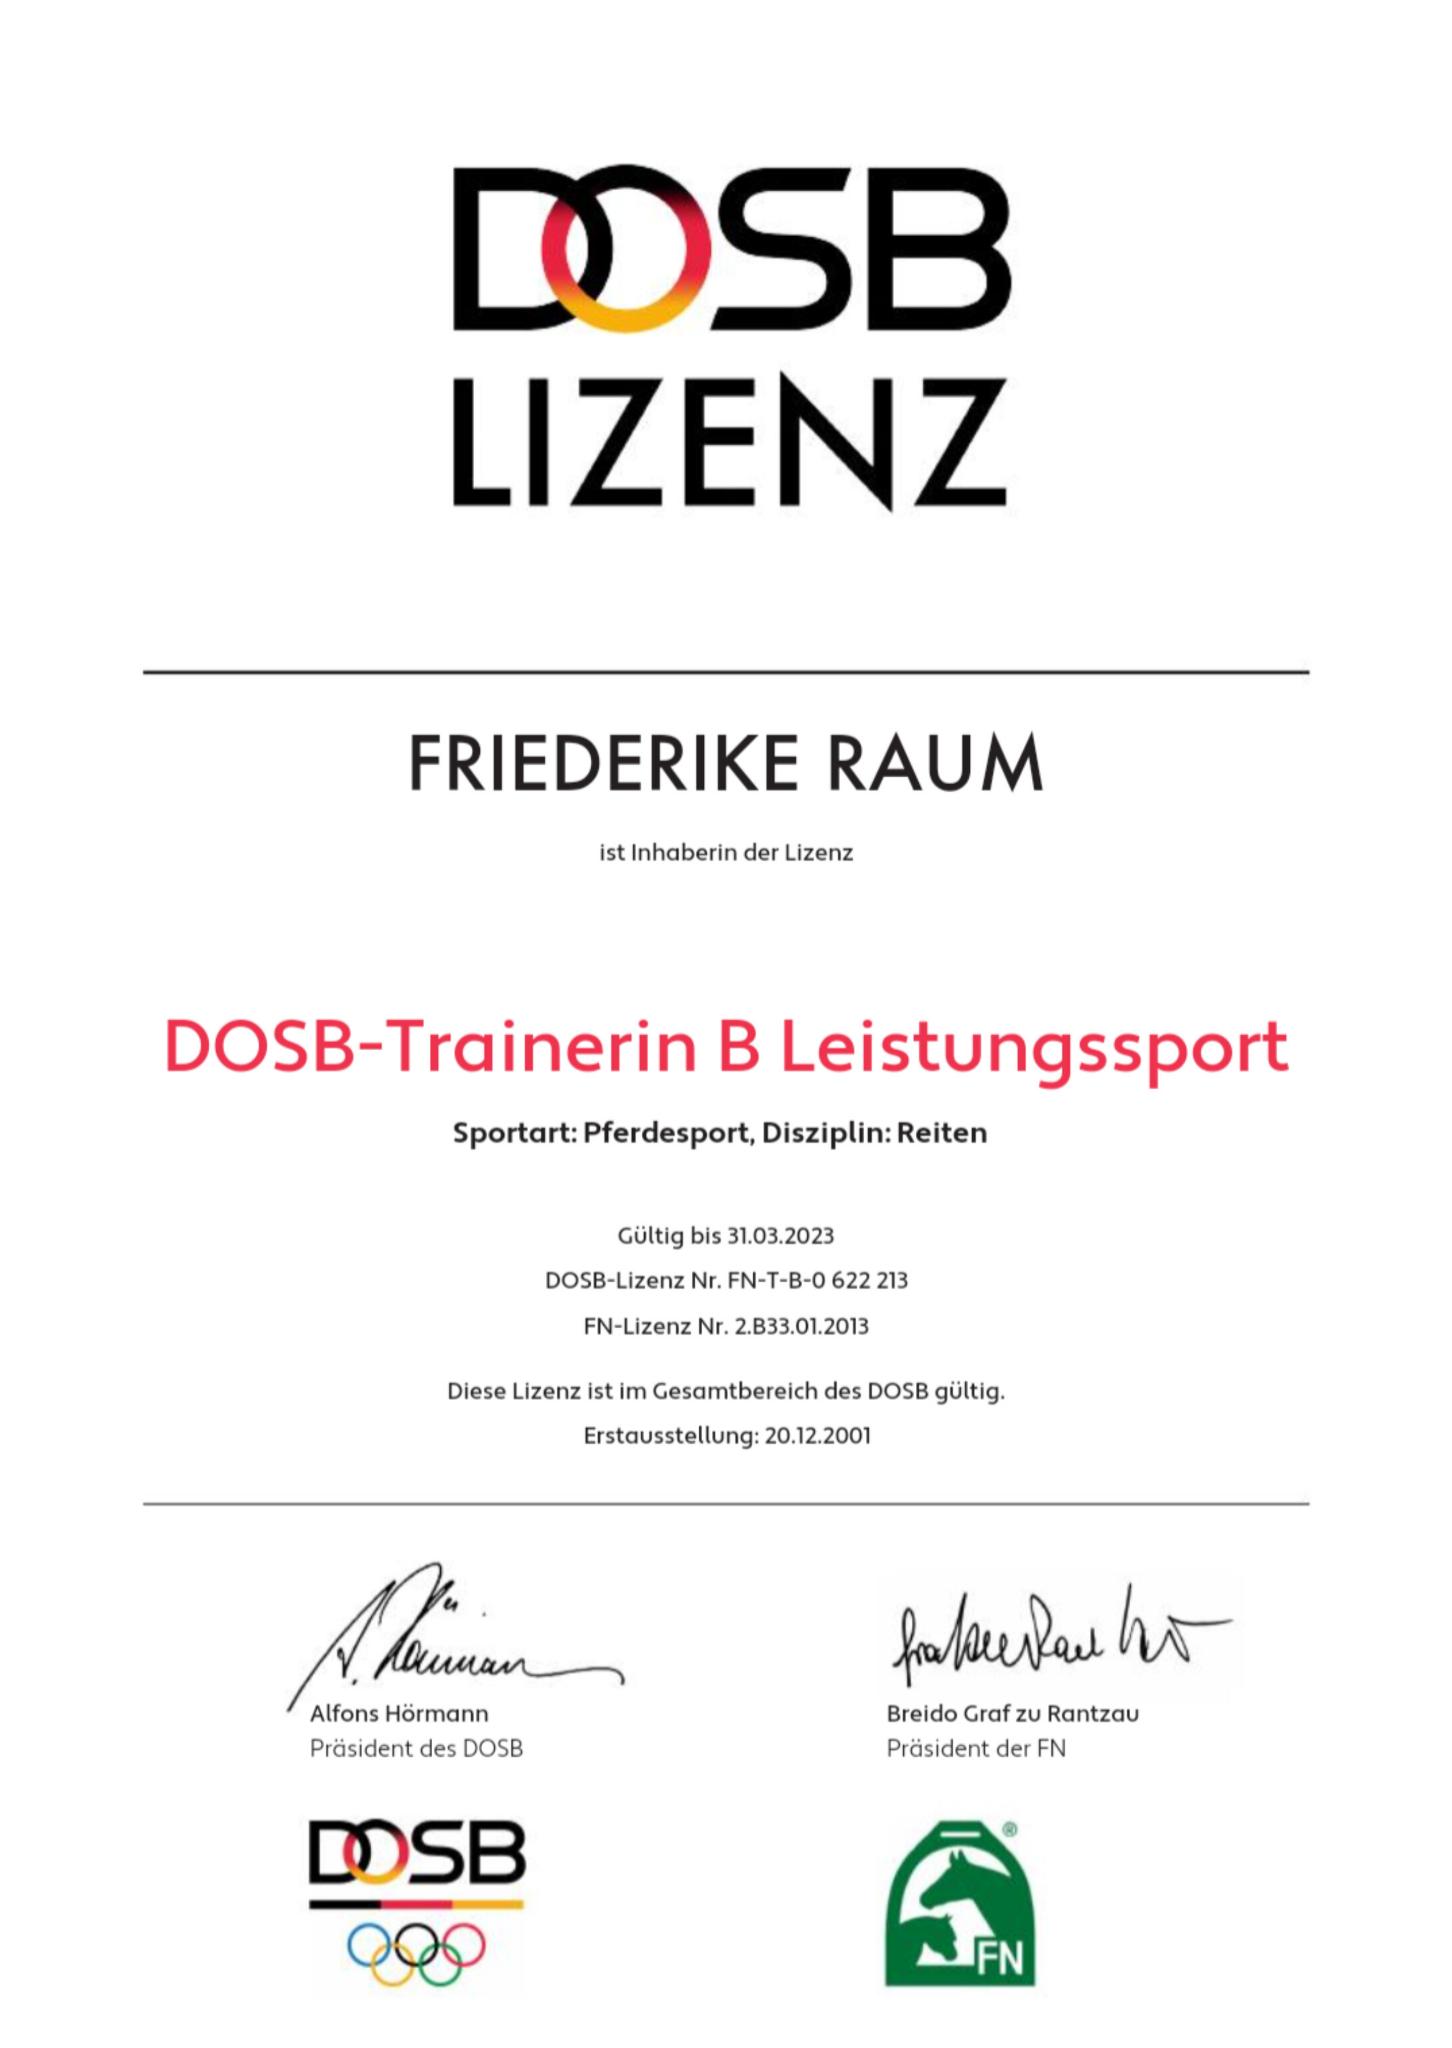 DOSB
LIZENZ
FRIEDERIKE RAUM
ist Inhaberin der Lizenz
DOSB-Trainerin B Leistungssport
Sportart: Pferdesport, Disziplin: Reiten
Gültig bis 31.03.2023
DOSB-Lizenz Nr. FN-T-B-0 622 213
FN-Lizenz Nr. 2.B33.01.2013
Diese Lizenz ist im Gesamtbereich des DOSB gültig.
Erstausstellung: 20.12.2001
Alfons Hörmann
Präsident des DOSB
Breido Graf zu Rantzau
Präsident der FN
DOSB
®
FN